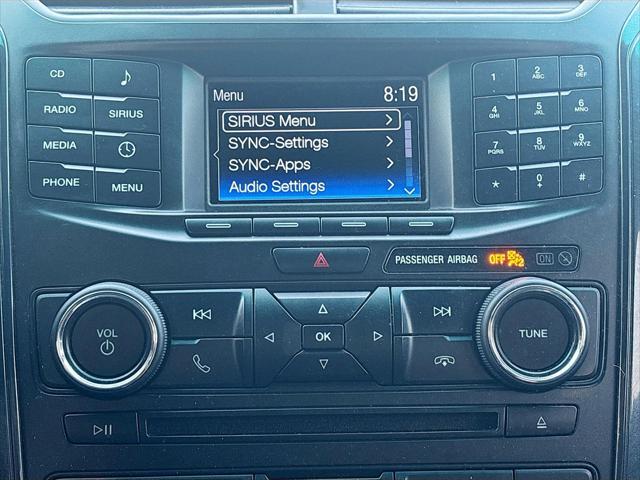 CD
RADIO
SIRIUS
MEDIA
PHONE
MENU
Menu 8:19
SIRIUS Menu
SYNC-Settings
SYNC-Apps
Audio Settings
1
2 ABC
3 DEF
4 GHI
5 JKL
6 MNO
7 PQRS
8 TUV
9 WXYZ
*
0 +
#
PASSENGER AIRBAG OFF 2 ON
VOL
OK
TUNE